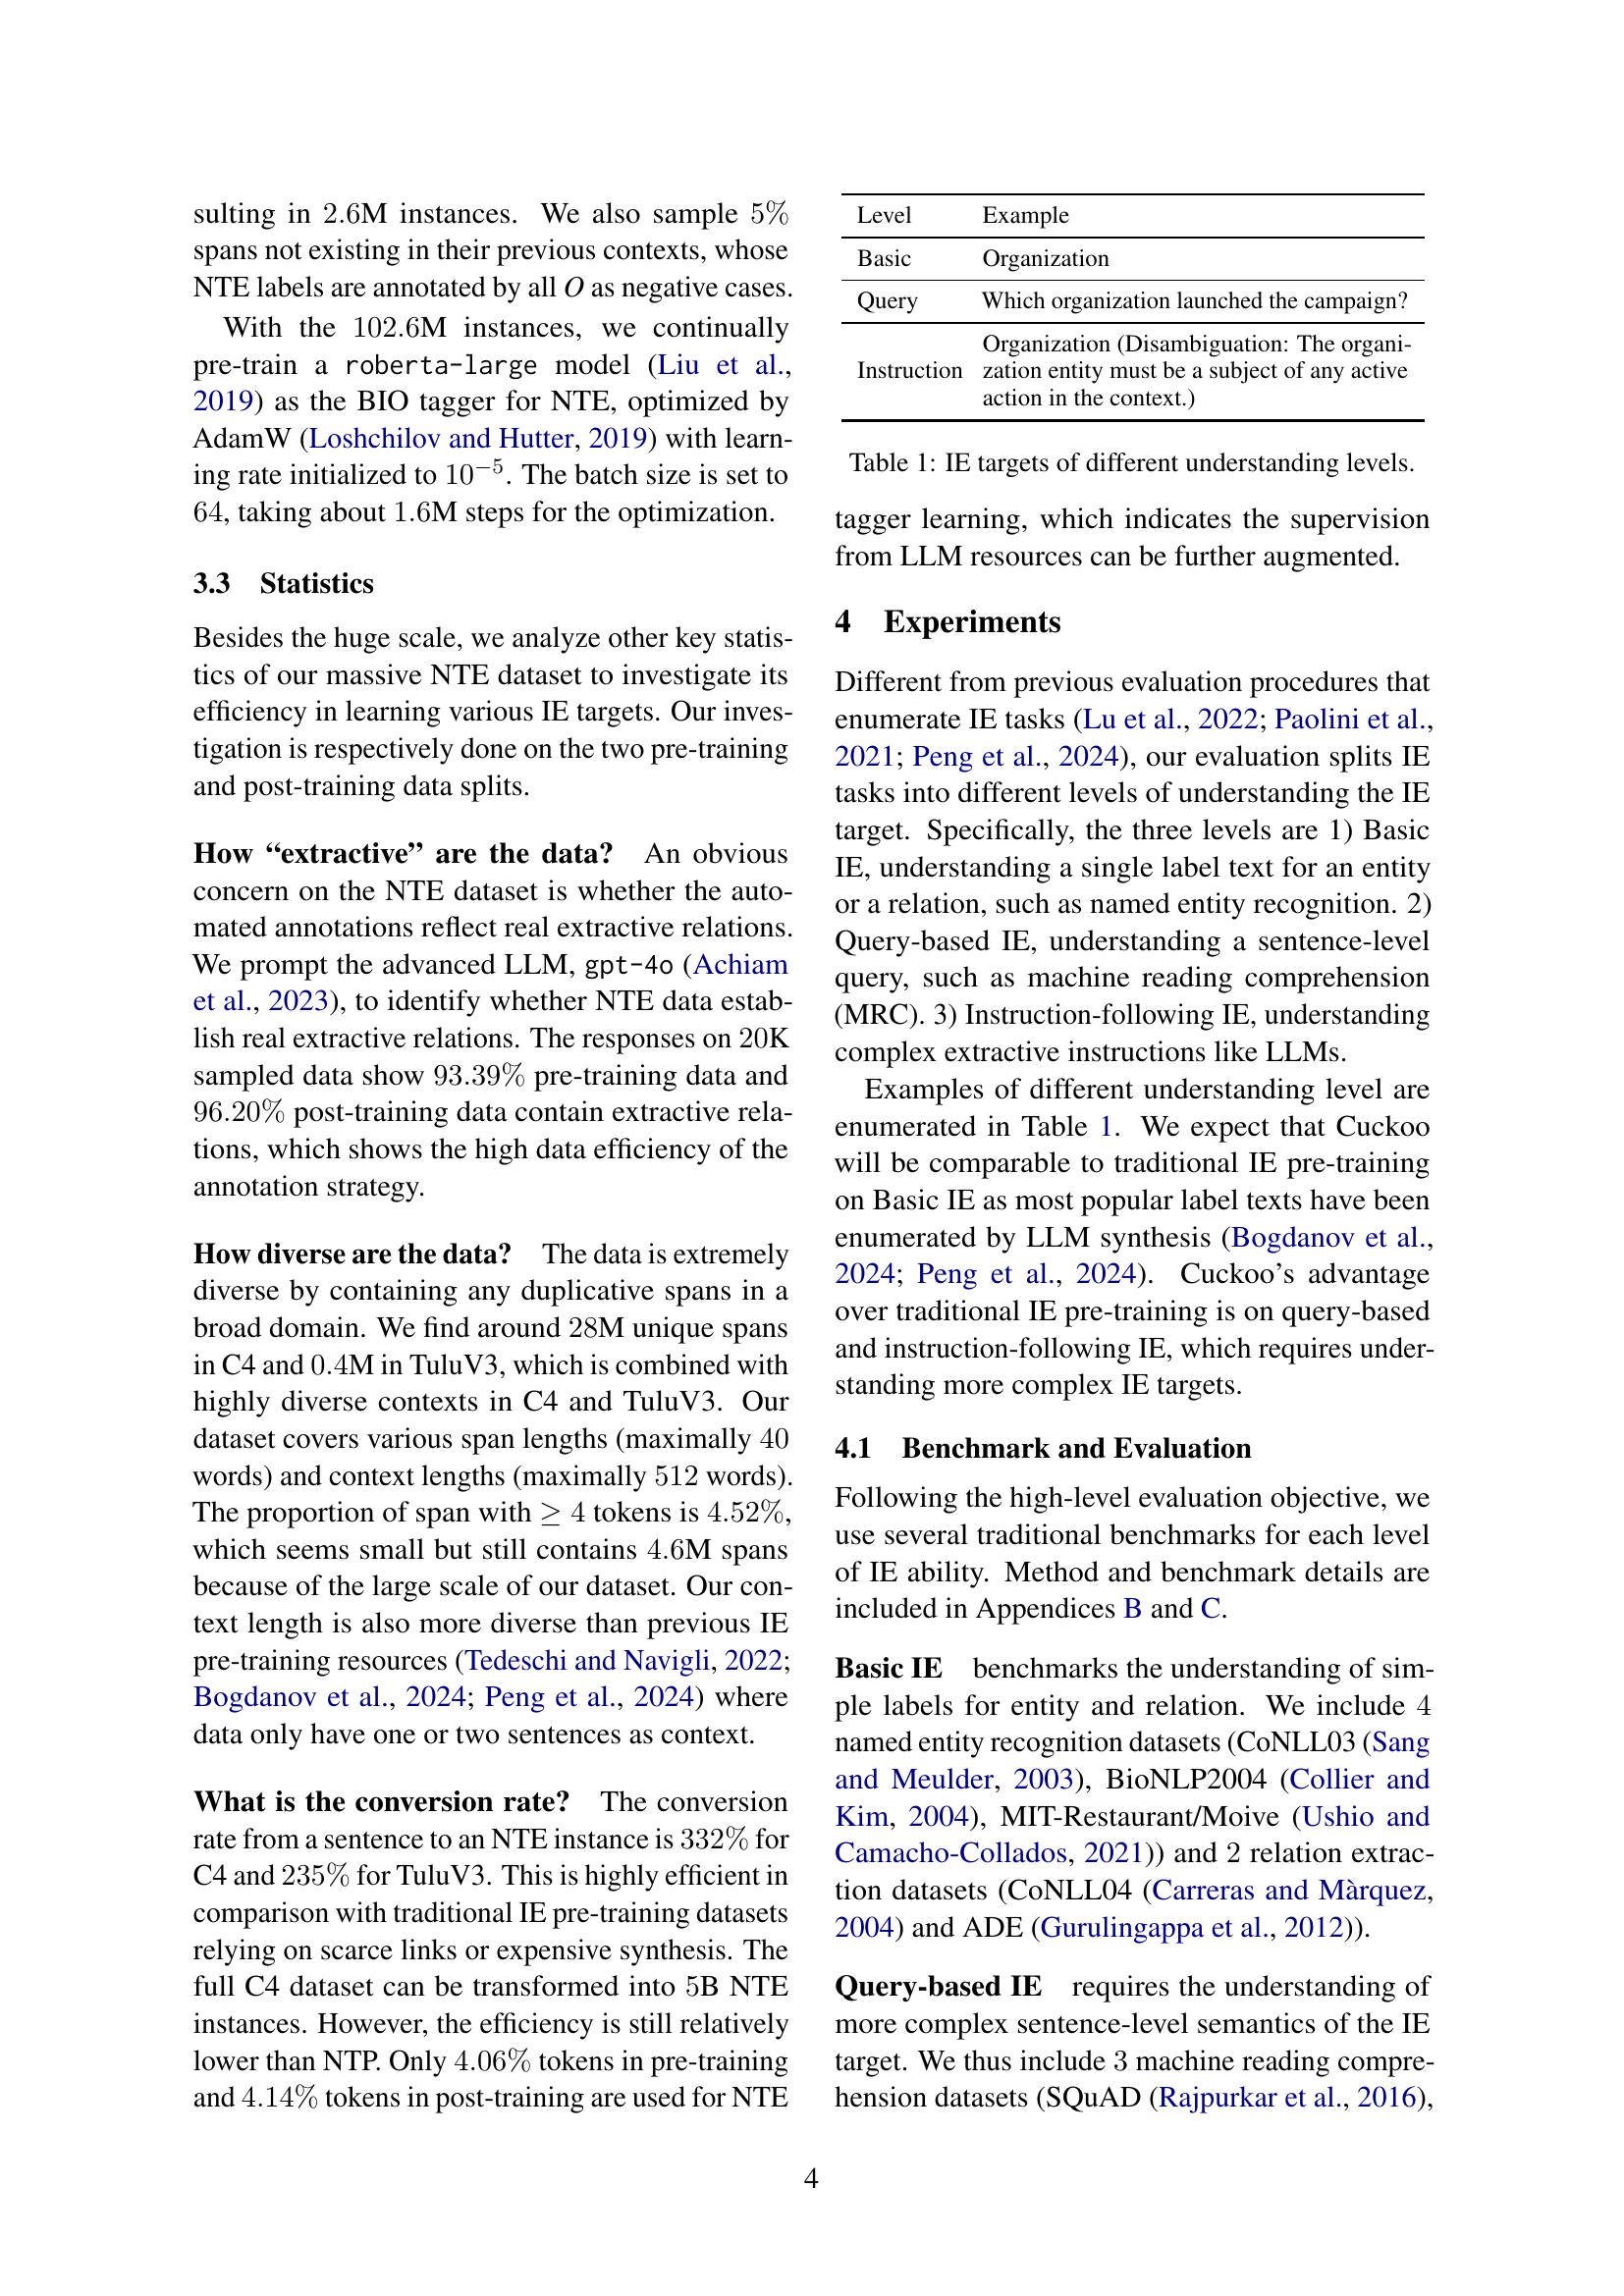 sulting in 2.6M instances. We also sample 5%
spans not existing in their previous contexts, whose
NTE labels are annotated by all O as negative cases.
With the 102.6M instances, we continually
pre-train a roberta-large model (Liu et al.,
2019) as the BIO tagger for NTE, optimized by
AdamW (Loshchilov and Hutter, 2019) with learn-
ing rate initialized to 10⁻⁵. The batch size is set to
64, taking about 1.6M steps for the optimization.
3.3 Statistics
Besides the huge scale, we analyze other key statis-
tics of our massive NTE dataset to investigate its
efficiency in learning various IE targets. Our inves-
tigation is respectively done on the two pre-training
and post-training data splits.
How “extractive” are the data? An obvious
concern on the NTE dataset is whether the auto-
mated annotations reflect real extractive relations.
We prompt the advanced LLM, gpt-4o (Achiam
et al., 2023), to identify whether NTE data estab-
lish real extractive relations. The responses on 20K
sampled data show 93.39% pre-training data and
96.20% post-training data contain extractive rela-
tions, which shows the high data efficiency of the
annotation strategy.
How diverse are the data? The data is extremely
diverse by containing any duplicative spans in a
broad domain. We find around 28M unique spans
in C4 and 0.4M in TuluV3, which is combined with
highly diverse contexts in C4 and TuluV3. Our
dataset covers various span lengths (maximally 40
words) and context lengths (maximally 512 words).
The proportion of span with ≥ 4 tokens is 4.52%,
which seems small but still contains 4.6M spans
because of the large scale of our dataset. Our con-
text length is also more diverse than previous IE
pre-training resources (Tedeschi and Navigli, 2022;
Bogdanov et al., 2024; Peng et al., 2024) where
data only have one or two sentences as context.
What is the conversion rate? The conversion
rate from a sentence to an NTE instance is 332% for
C4 and 235% for TuluV3. This is highly efficient in
comparison with traditional IE pre-training datasets
relying on scarce links or expensive synthesis. The
full C4 dataset can be transformed into 5B NTE
instances. However, the efficiency is still relatively
lower than NTP. Only 4.06% tokens in pre-training
and 4.14% tokens in post-training are used for NTE
Level Example
Basic Organization
Query Which organization launched the campaign?
Organization (Disambiguation: The organi-
Instruction zation entity must be a subject of any active
action in the context.)
Table 1: IE targets of different understanding levels.
tagger learning, which indicates the supervision
from LLM resources can be further augmented.
4 Experiments
Different from previous evaluation procedures that
enumerate IE tasks (Lu et al., 2022; Paolini et al.,
2021; Peng et al., 2024), our evaluation splits IE
tasks into different levels of understanding the IE
target. Specifically, the three levels are 1) Basic
IE, understanding a single label text for an entity
or a relation, such as named entity recognition. 2)
Query-based IE, understanding a sentence-level
query, such as machine reading comprehension
(MRC). 3) Instruction-following IE, understanding
complex extractive instructions like LLMs.
Examples of different understanding level are
enumerated in Table 1. We expect that Cuckoo
will be comparable to traditional IE pre-training
on Basic IE as most popular label texts have been
enumerated by LLM synthesis (Bogdanov et al.,
2024; Peng et al., 2024). Cuckoo’s advantage
over traditional IE pre-training is on query-based
and instruction-following IE, which requires under-
standing more complex IE targets.
4.1 Benchmark and Evaluation
Following the high-level evaluation objective, we
use several traditional benchmarks for each level
of IE ability. Method and benchmark details are
included in Appendices B and C.
Basic IE benchmarks the understanding of sim-
ple labels for entity and relation. We include 4
named entity recognition datasets (CoNLL03 (Sang
and Meulder, 2003), BioNLP2004 (Collier and
Kim, 2004), MIT-Restaurant/Moive (Ushio and
Camacho-Collados, 2021)) and 2 relation extrac-
tion datasets (CoNLL04 (Carreras and Màrquez,
2004) and ADE (Gurulingappa et al., 2012)).
Query-based IE requires the understanding of
more complex sentence-level semantics of the IE
target. We thus include 3 machine reading compre-
hension datasets (SQuAD (Rajpurkar et al., 2016),
4